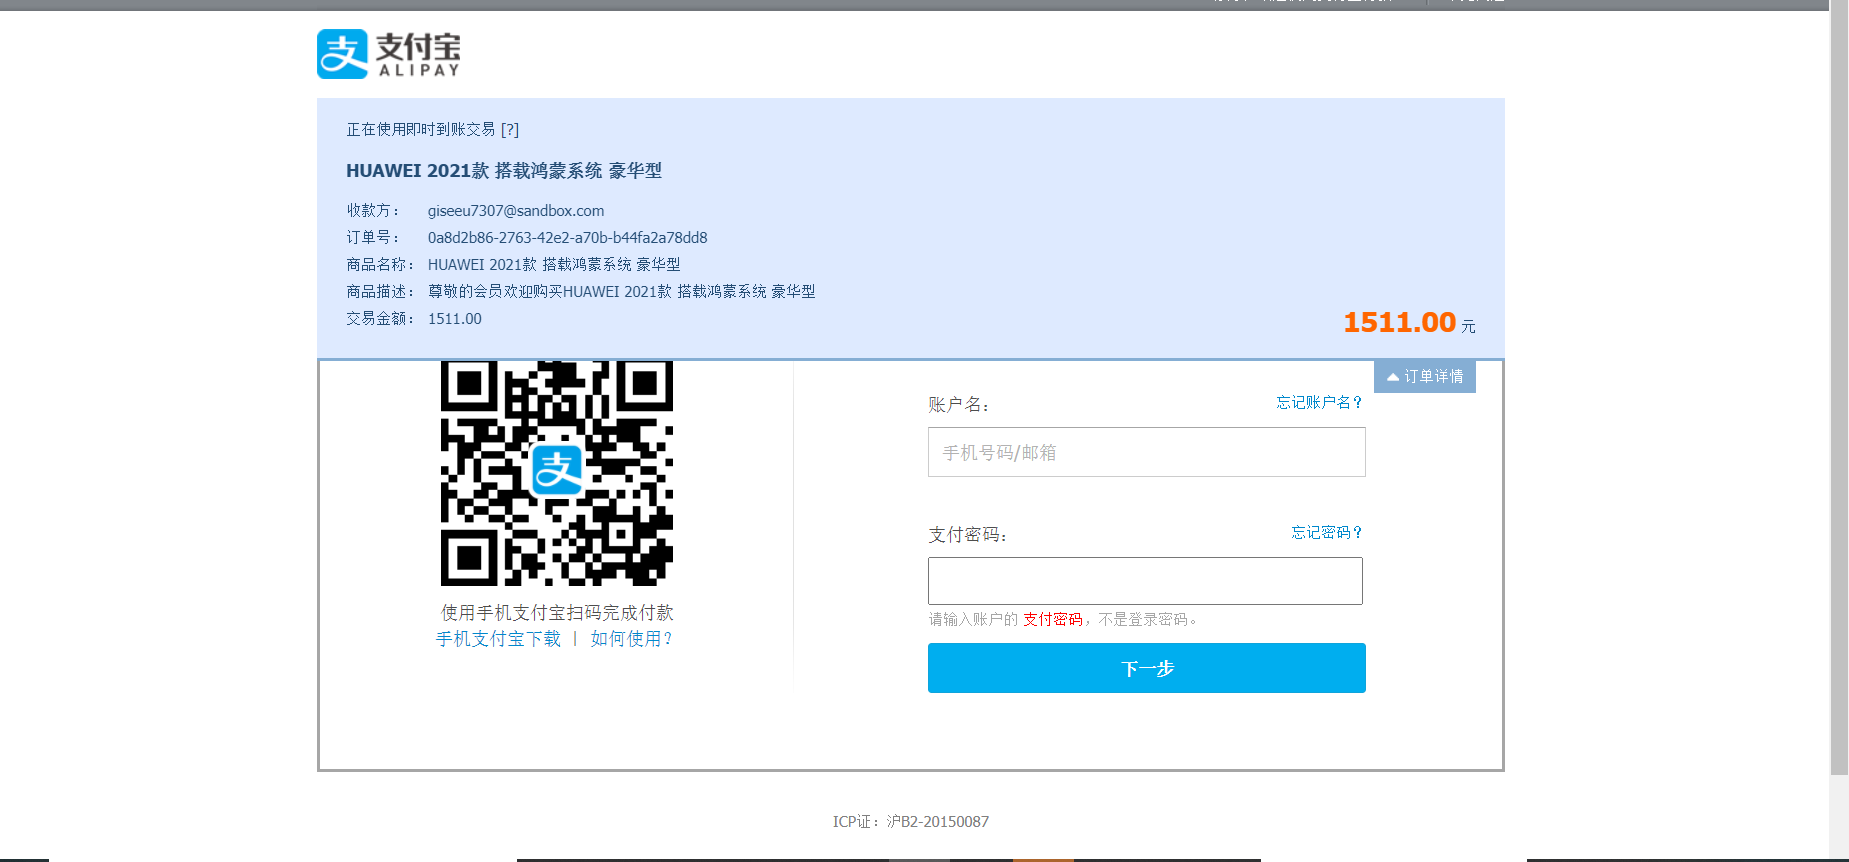 支付宝
ALIPAY
正在使用即时到账交易 [?]
HUAWEI 2021款 搭载鸿蒙系统 豪华型
收款方： giseeu7307@sandbox.com
订单号： 0a8d2b86-2763-42e2-a70b-b44fa2a78dd8
商品名称： HUAWEI 2021款 搭载鸿蒙系统 豪华型
商品描述： 尊敬的会员欢迎购买HUAWEI 2021款 搭载鸿蒙系统 豪华型
交易金额： 1511.00
1511.00 元
订单详情
支
使用手机支付宝扫码完成付款
手机支付宝下载 | 如何使用?
账户名：
忘记账户名?
手机号码/邮箱
支付密码：
忘记密码?
请输入账户的 支付密码，不是登录密码。
下一步
ICP证：沪B2-20150087